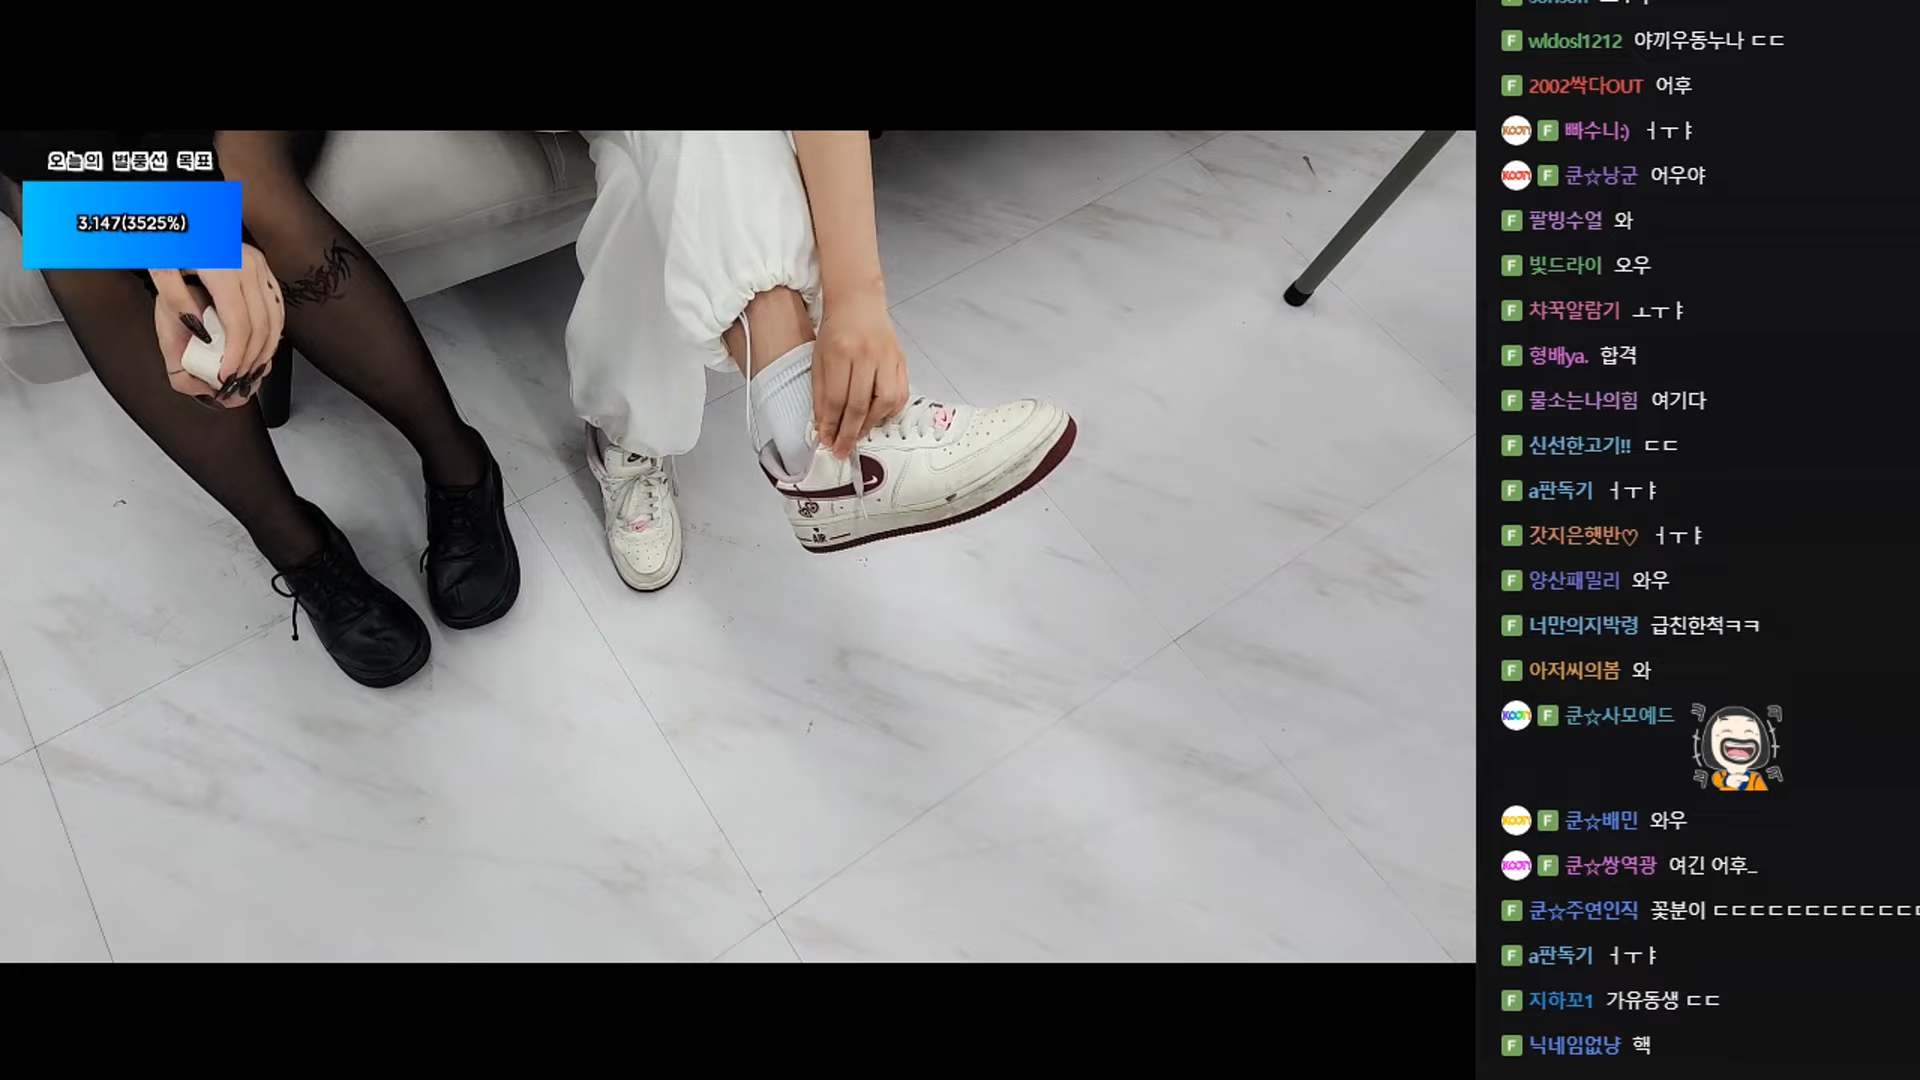 오늘의 별풍선 목표
3,147(3525%)
AIR
wldosl1212 야끼우동누나 ㄷㄷ
2002싹다OUT 어후
빠수니:) ㅓㅜㅑ
쿤☆낭군 어우야
팔빙수얼 와
빛드라이 오우
챠꾹알람기 ㅗㅜㅑ
형배ya. 합격
물소는나의힘 여기다
신선한고기!! ㄷㄷ
a판독기 ㅓㅜㅑ
갓지은햇반♡ ㅓㅜㅑ
양산패밀리 와우
너만의지박령 급친한척ㅋㅋ
아저씨의봄 와
쿤☆사모예드
ㅋ ㅋ
ㅋ ㅋ
쿤☆배민 와우
쿤☆쌍역광 여긴 어후_
쿤☆주연인직 꽃분이 ㄷㄷㄷㄷㄷㄷㄷㄷㄷㄷㄷㄷ
a판독기 ㅓㅜㅑ
지하꼬1 가유동생 ㄷㄷ
닉네임없냥 핵